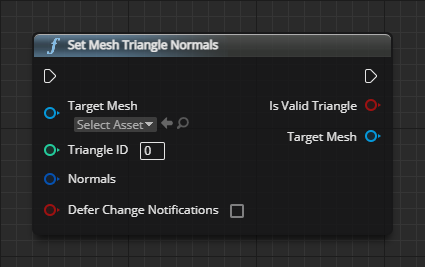 f Set Mesh Triangle Normals
Target Mesh
Select Asset
Is Valid Triangle
Target Mesh
Triangle ID 0
Normals
Defer Change Notifications